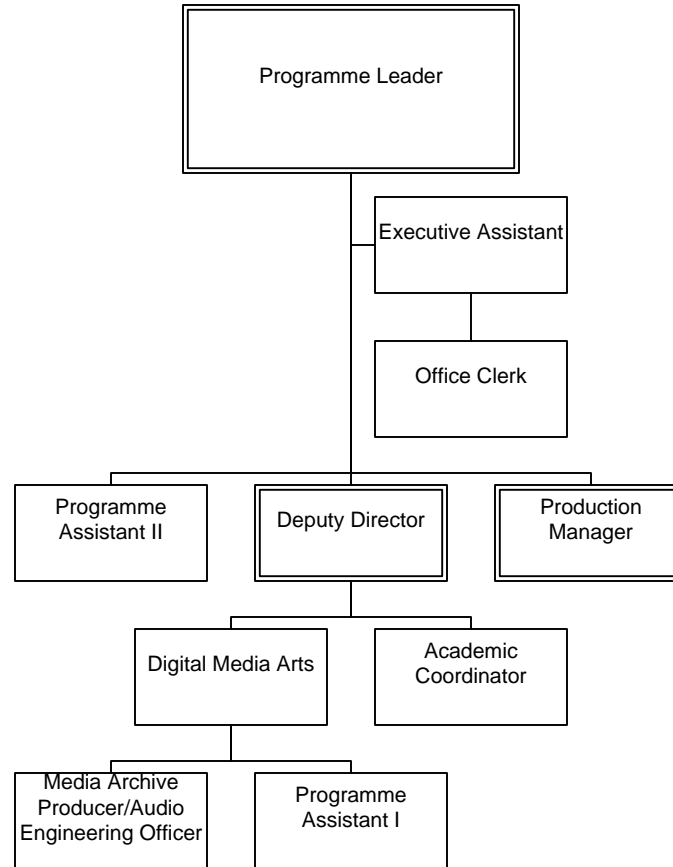 Programme Leader
Executive Assistant
Office Clerk
Programme
Assistant II
Deputy Director
Production
Manager
Digital Media Arts
Academic
Coordinator
Media Archive
Producer/Audio
Engineering Officer
Programme
Assistant I